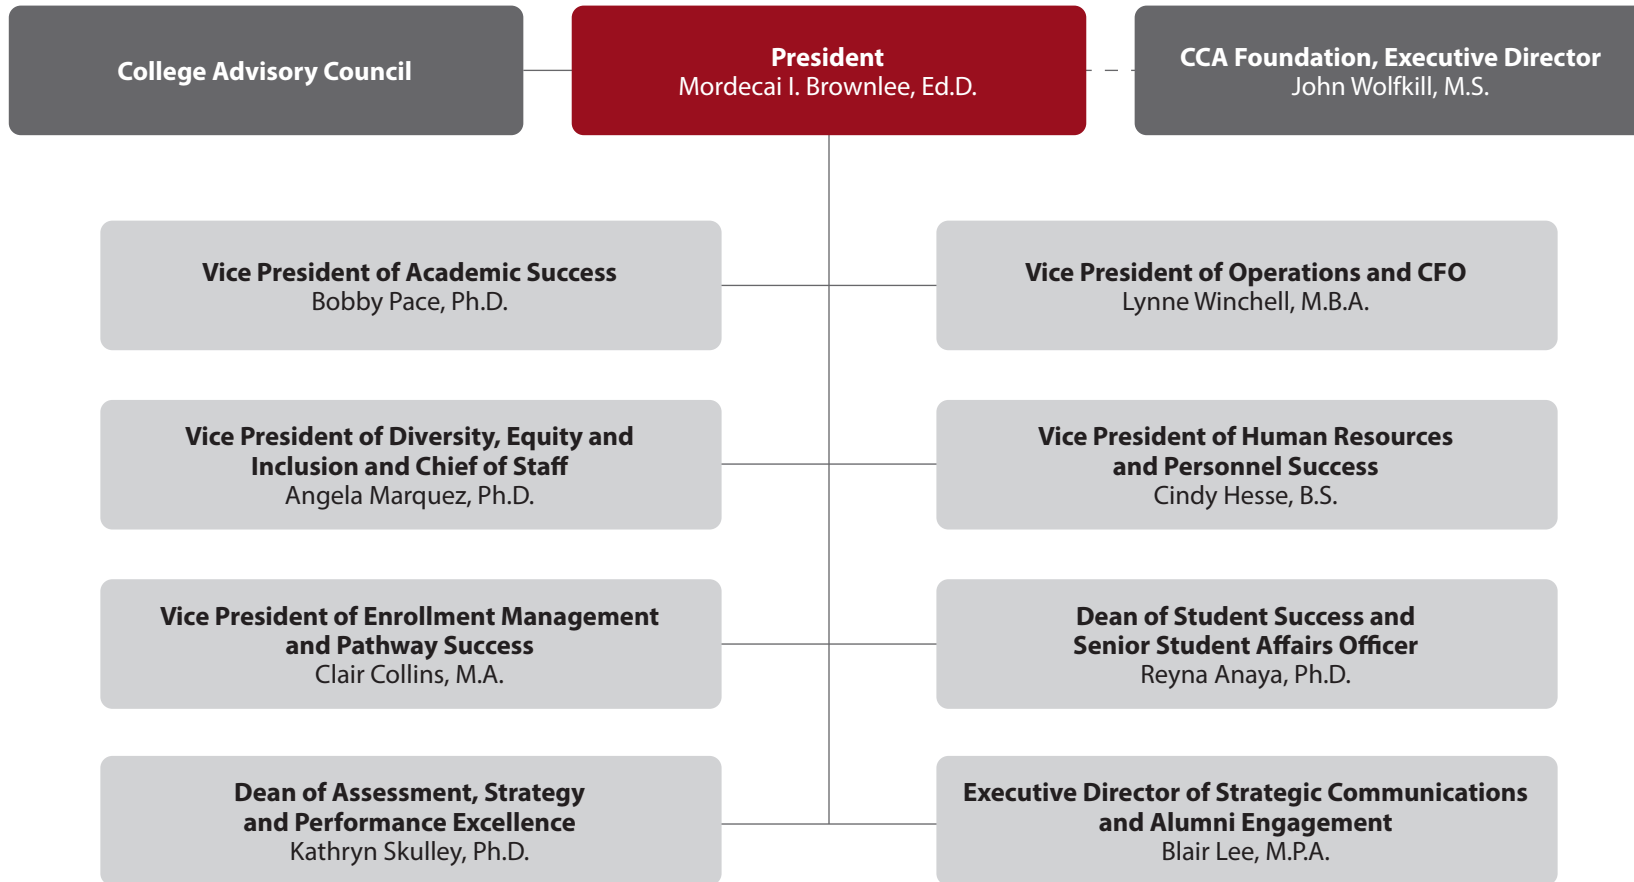 College Advisory Council
President
Mordecai I. Brownlee, Ed.D.
CCA Foundation, Executive Director
John Wolfkill, M.S.
Vice President of Academic Success
Bobby Pace, Ph.D.
Vice President of Operations and CFO
Lynne Winchell, M.B.A.
Vice President of Diversity, Equity and
Inclusion and Chief of Staff
Angela Marquez, Ph.D.
Vice President of Human Resources
and Personnel Success
Cindy Hesse, B.S.
Vice President of Enrollment Management
and Pathway Success
Clair Collins, M.A.
Dean of Student Success and
Senior Student Affairs Officer
Reyna Anaya, Ph.D.
Dean of Assessment, Strategy
and Performance Excellence
Kathryn Skulley, Ph.D.
Executive Director of Strategic Communications
and Alumni Engagement
Blair Lee, M.P.A.